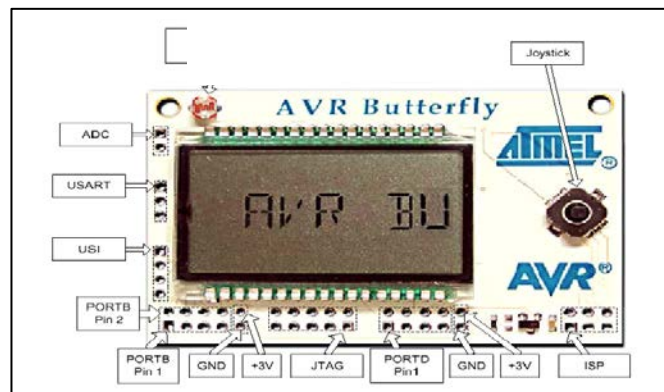 Joystick
AVR Butterfly
ADC
ATMEL®
USART
AVR BU
USI
AVR®
PORTB
Pin 2
PORTB
Pin 1
GND
+3V
JTAG
PORTD
Pin1
GND
+3V
ISP